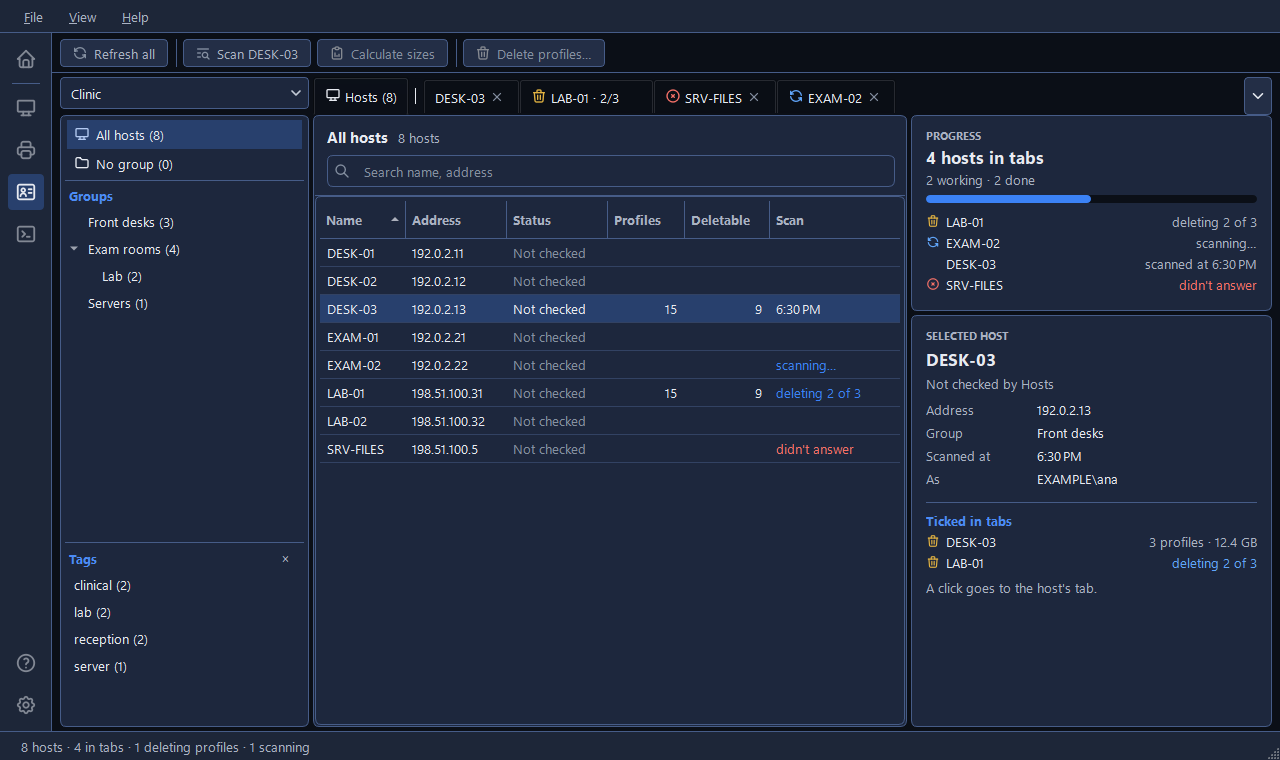 File View Help
Refresh all Scan DESK-03 Calculate sizes Delete profiles...
Clinic
Hosts (8) DESK-03 LAB-01 · 2/3 SRV-FILES EXAM-02
All hosts (8)
No group (0)
Groups
Front desks (3)
Exam rooms (4)
Lab (2)
Servers (1)
Tags
clinical (2)
lab (2)
reception (2)
server (1)
All hosts 8 hosts
Search name, address
Name Address Status Profiles Deletable Scan
DESK-01 192.0.2.11 Not checked
DESK-02 192.0.2.12 Not checked
DESK-03 192.0.2.13 Not checked 15 9 6:30 PM
EXAM-01 192.0.2.21 Not checked
EXAM-02 192.0.2.22 Not checked scanning...
LAB-01 198.51.100.31 Not checked 15 9 deleting 2 of 3
LAB-02 198.51.100.32 Not checked
SRV-FILES 198.51.100.5 Not checked didn't answer
PROGRESS
4 hosts in tabs
2 working · 2 done
LAB-01 deleting 2 of 3
EXAM-02 scanning...
DESK-03 scanned at 6:30 PM
SRV-FILES didn't answer
SELECTED HOST
DESK-03
Not checked by Hosts
Address 192.0.2.13
Group Front desks
Scanned at 6:30 PM
As EXAMPLE\ana
Ticked in tabs
DESK-03 3 profiles · 12.4 GB
LAB-01 deleting 2 of 3
A click goes to the host's tab.
8 hosts · 4 in tabs · 1 deleting profiles · 1 scanning